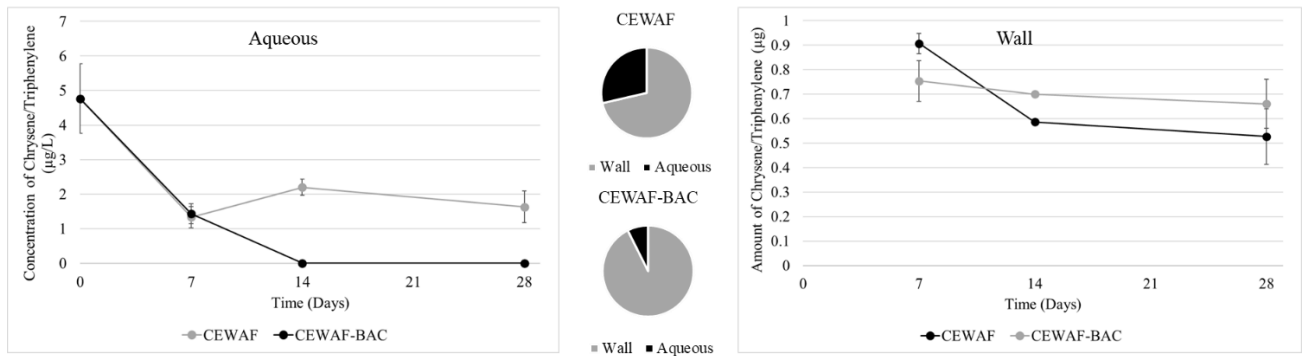 Aqueous
Concentration of Chrysene/Triphenylene
(µg/L)
7
6
5
4
3
2
1
0
0 7 14 21 28
Time (Days)
CEWAF CEWAF-BAC
CEWAF
Wall Aqueous
CEWAF-BAC
Wall Aqueous
Wall
Amount of Chrysene/Triphenylene (µg)
1
0.9
0.8
0.7
0.6
0.5
0.4
0.3
0.2
0.1
0
0 7 14 21 28
Time (Days)
CEWAF CEWAF-BAC